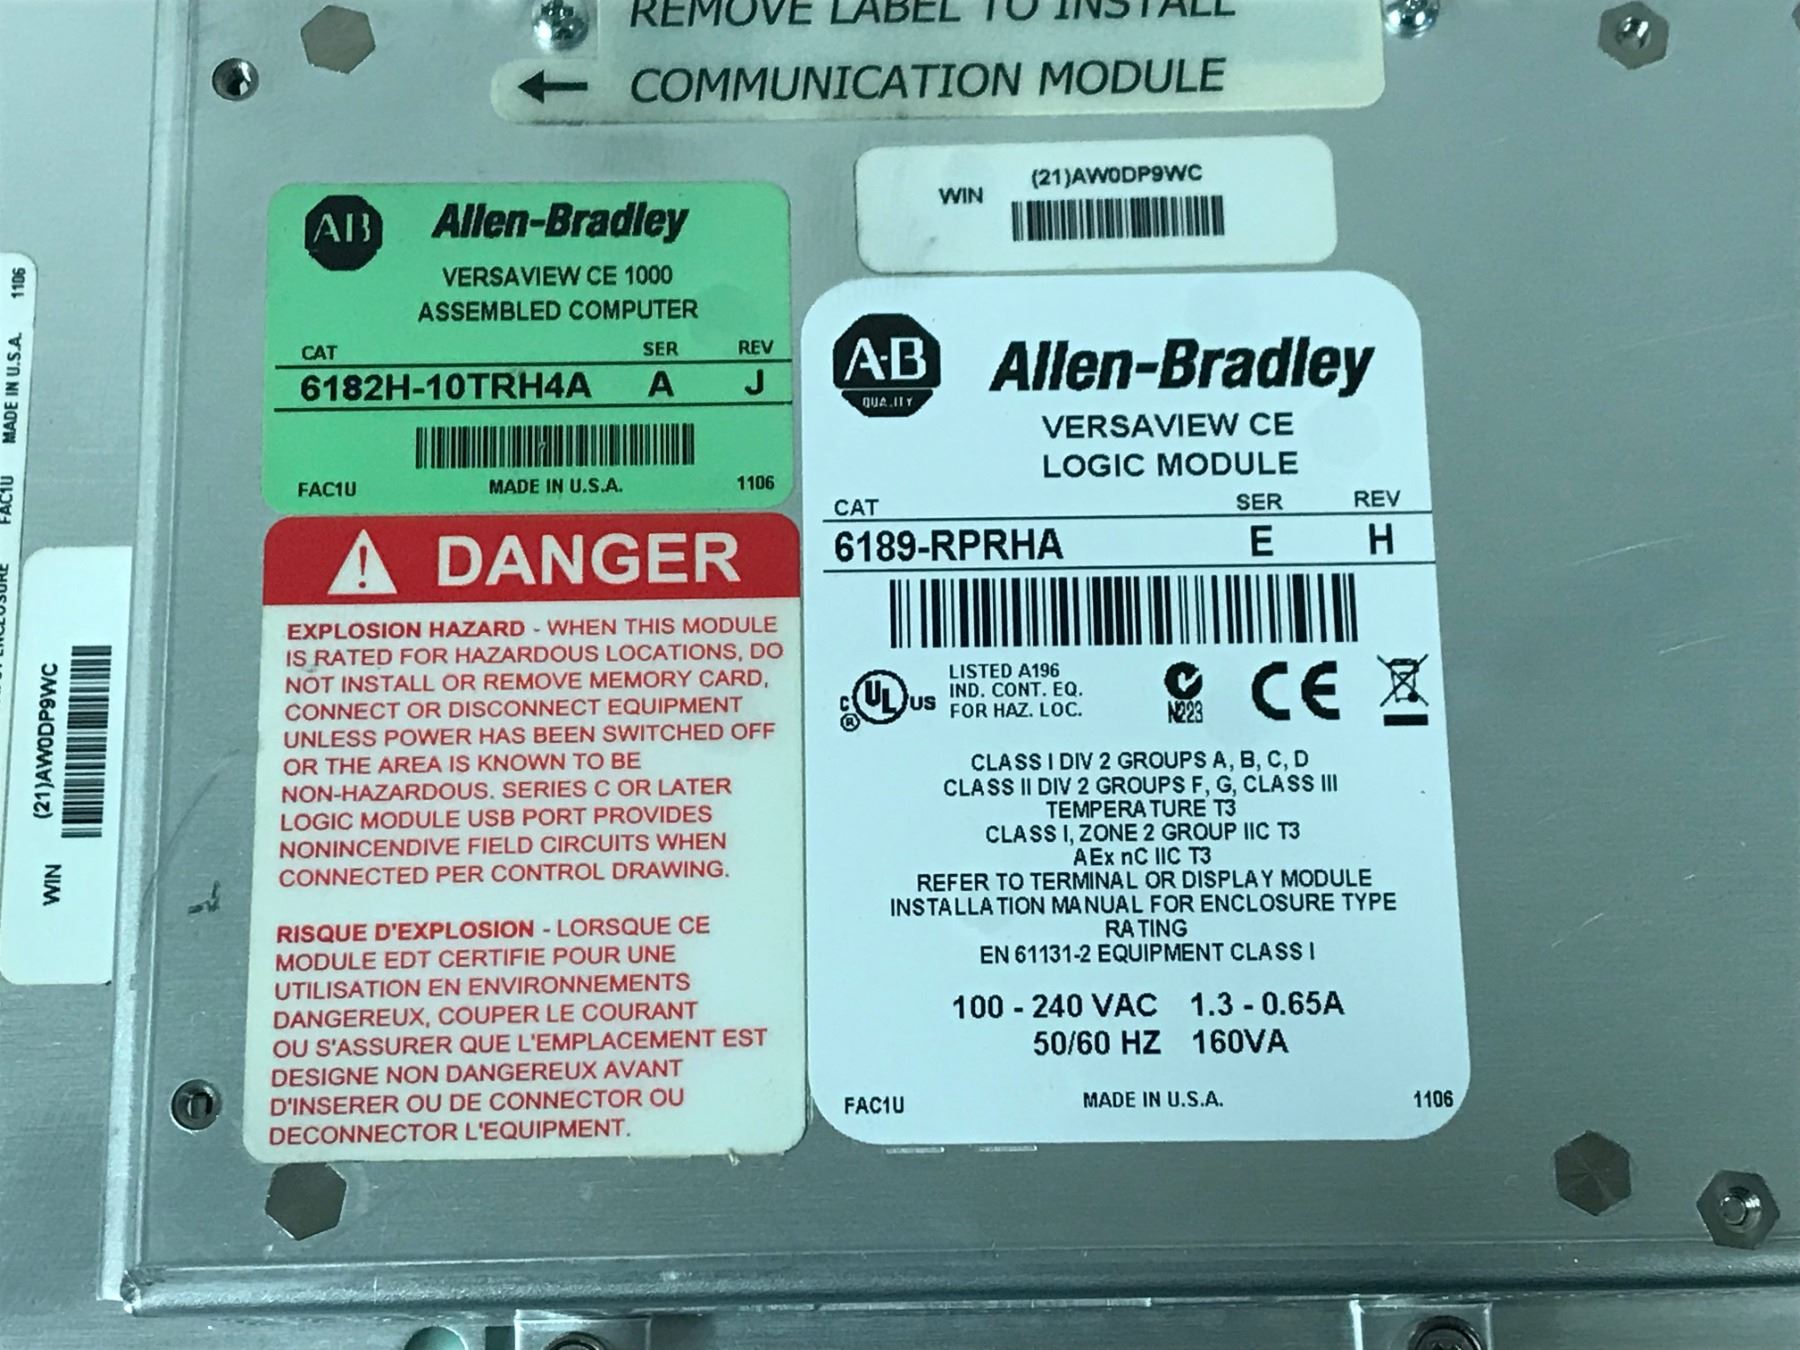 REMOVE LABEL TO INSTALL
← COMMUNICATION MODULE
WIN (21)AW0DP9WC
AB Allen-Bradley
VERSAVIEW CE 1000
ASSEMBLED COMPUTER
CAT SER REV
6182H-10TRH4A A J
FAC1U MADE IN U.S.A. 1106
DANGER
EXPLOSION HAZARD - WHEN THIS MODULE
IS RATED FOR HAZARDOUS LOCATIONS, DO
NOT INSTALL OR REMOVE MEMORY CARD,
CONNECT OR DISCONNECT EQUIPMENT
UNLESS POWER HAS BEEN SWITCHED OFF
OR THE AREA IS KNOWN TO BE
NON-HAZARDOUS. SERIES C OR LATER
LOGIC MODULE USB PORT PROVIDES
NONINCENDIVE FIELD CIRCUITS WHEN
CONNECTED PER CONTROL DRAWING.
RISQUE D'EXPLOSION - LORSQUE CE
MODULE EDT CERTIFIE POUR UNE
UTILISATION EN ENVIRONNEMENTS
DANGEREUX, COUPER LE COURANT
OU S'ASSURER QUE L'EMPLACEMENT EST
DESIGNE NON DANGEREUX AVANT
D'INSERER OU DE CONNECTOR OU
DECONNECTOR L'EQUIPMENT.
A-B QUALITY Allen-Bradley
VERSAVIEW CE
LOGIC MODULE
CAT SER REV
6189-RPRHA E H
C UL US ® LISTED A196
IND. CONT. EQ.
FOR HAZ. LOC.
N223
CE
CLASS I DIV 2 GROUPS A, B, C, D
CLASS II DIV 2 GROUPS F, G, CLASS III
TEMPERATURE T3
CLASS I, ZONE 2 GROUP IIC T3
AEx nC IIC T3
REFER TO TERMINAL OR DISPLAY MODULE
INSTALLATION MANUAL FOR ENCLOSURE TYPE
RATING
EN 61131-2 EQUIPMENT CLASS I
100 - 240 VAC 1.3 - 0.65A
50/60 HZ 160VA
FAC1U MADE IN U.S.A. 1106
FAC1U MADE IN U.S.A. 1106
ENCLOSURE
WIN (21)AW0DP9WC